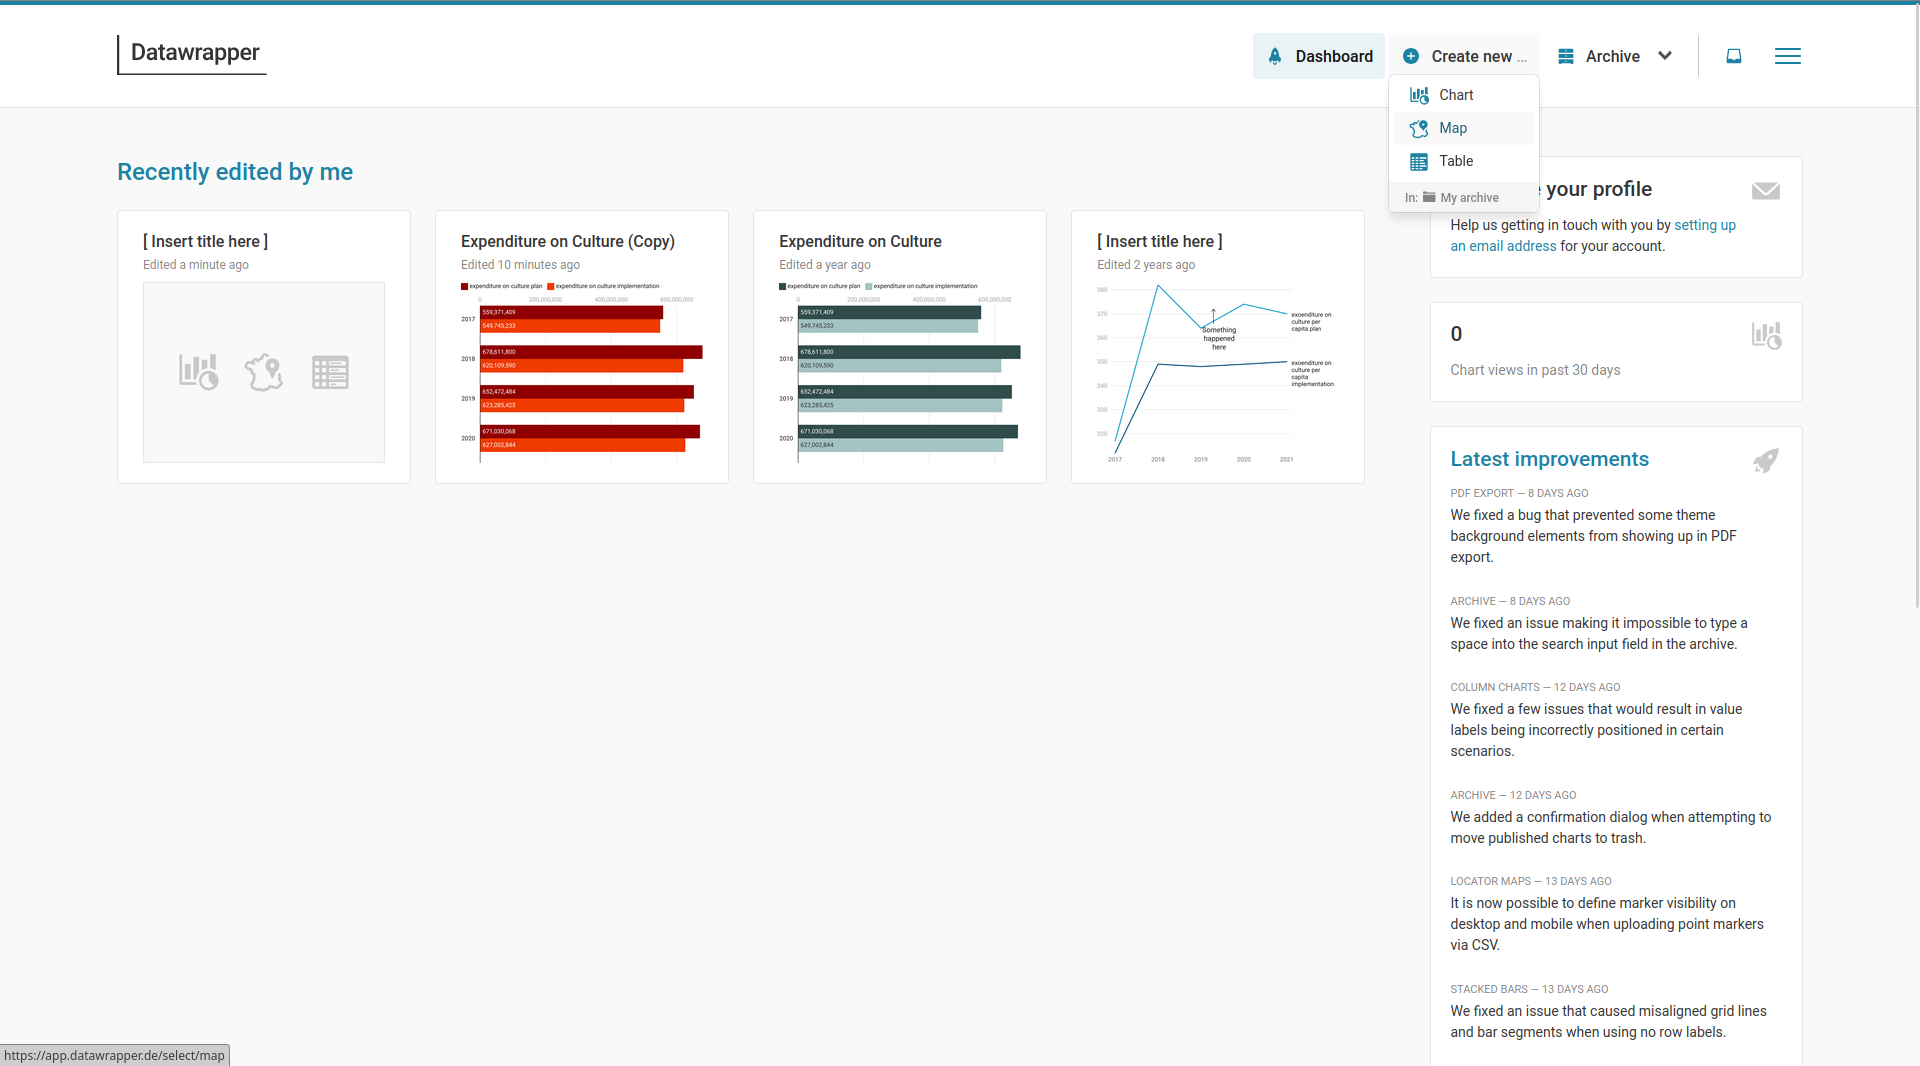 Datawrapper
Dashboard
Create new ...
Archive
Chart
Map
Table
In: My archive
Recently edited by me
[ Insert title here ]
Edited a minute ago
Expenditure on Culture (Copy)
Edited 10 minutes ago
expenditure on culture plan expenditure on culture implementation
0 200,000,000 400,000,000 600,000,000
2017
559,371,409
549,745,233
2018
678,611,800
620,109,590
2019
652,472,484
623,285,425
2020
671,030,068
627,002,844
Expenditure on Culture
Edited a year ago
expenditure on culture plan expenditure on culture implementation
0 200,000,000 400,000,000 600,000,000
2017
559,371,409
549,745,233
2018
678,611,800
620,109,590
2019
652,472,484
623,285,425
2020
671,030,068
627,002,844
[ Insert title here ]
Edited 2 years ago
380
370
360
350
340
330
320
Something
happened
here
expenditure on
culture per
capita plan
expenditure on
culture per
capita
implementation
2017 2018 2019 2020 2021
your profile
Help us getting in touch with you by setting up
an email address for your account.
0
Chart views in past 30 days
Latest improvements
PDF EXPORT — 8 DAYS AGO
We fixed a bug that prevented some theme
background elements from showing up in PDF
export.
ARCHIVE — 8 DAYS AGO
We fixed an issue making it impossible to type a
space into the search input field in the archive.
COLUMN CHARTS — 12 DAYS AGO
We fixed a few issues that would result in value
labels being incorrectly positioned in certain
scenarios.
ARCHIVE — 12 DAYS AGO
We added a confirmation dialog when attempting to
move published charts to trash.
LOCATOR MAPS — 13 DAYS AGO
It is now possible to define marker visibility on
desktop and mobile when uploading point markers
via CSV.
STACKED BARS — 13 DAYS AGO
We fixed an issue that caused misaligned grid lines
and bar segments when using no row labels.
https://app.datawrapper.de/select/map